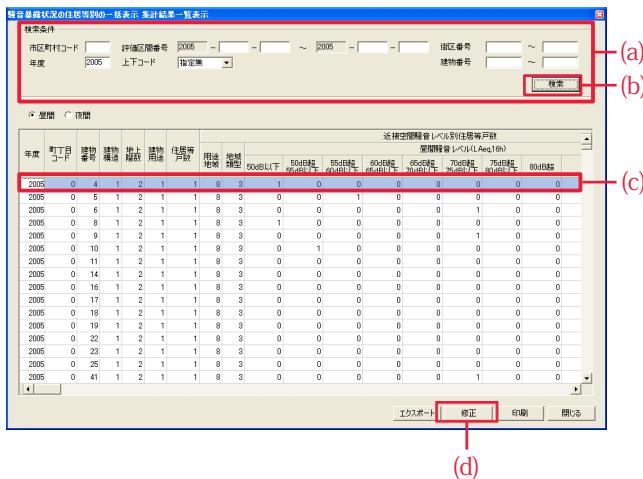 騒音暴露状況の住居等別の一括表示 集計結果一覧表示
検索条件
市区町村コード 評価区間番号 2005 - - ～ 2005 - - 街区番号 ～
年度 2005 上下コード 指定無 建物番号 ～
検索
(a)
(b)
昼間 夜間
近接空間騒音レベル別住居等戸数
昼間騒音レベル(LAeq,16h)
年度 町丁目コード 建物番号 建物構造 地上階数 建物用途 住居等戸数 用途地域 地域類型 50dB以下 50dB超55dB以下 55dB超60dB以下 60dB超65dB以下 65dB超70dB以下 70dB超75dB以下 75dB超80dB以下 80dB超
2005 0 4 1 2 1 1 8 3 1 0 0 0 0 0 0 0
(c)
2005 0 5 1 2 1 1 8 3 0 0 1 0 0 0 0 0
2005 0 6 1 2 1 1 8 3 0 0 0 0 0 1 0 0
2005 0 8 1 2 1 1 8 3 1 0 0 0 0 0 0 0
2005 0 9 1 2 1 1 8 3 0 0 0 0 0 1 0 0
2005 0 10 1 2 1 1 8 3 0 1 0 0 0 0 0 0
2005 0 11 1 2 1 1 8 3 0 0 0 0 0 0 0 0
2005 0 14 1 2 1 1 8 3 0 0 0 0 0 0 0 0
2005 0 16 1 2 1 1 8 3 0 0 0 0 0 0 0 0
2005 0 17 1 2 1 1 8 3 0 0 0 0 0 0 0 0
2005 0 18 1 2 1 1 8 3 0 0 0 0 0 0 0 0
2005 0 19 1 2 1 1 8 3 0 0 0 0 0 0 0 0
2005 0 22 1 2 1 1 8 3 0 0 0 0 0 0 0 0
2005 0 23 1 2 1 1 8 3 0 0 0 0 0 0 0 0
2005 0 25 1 2 1 1 8 3 0 0 0 0 0 0 0 0
2005 0 41 1 2 1 1 8 3 0 0 0 0 0 1 0 0
エクスポート 修正 印刷 閉じる
(d)